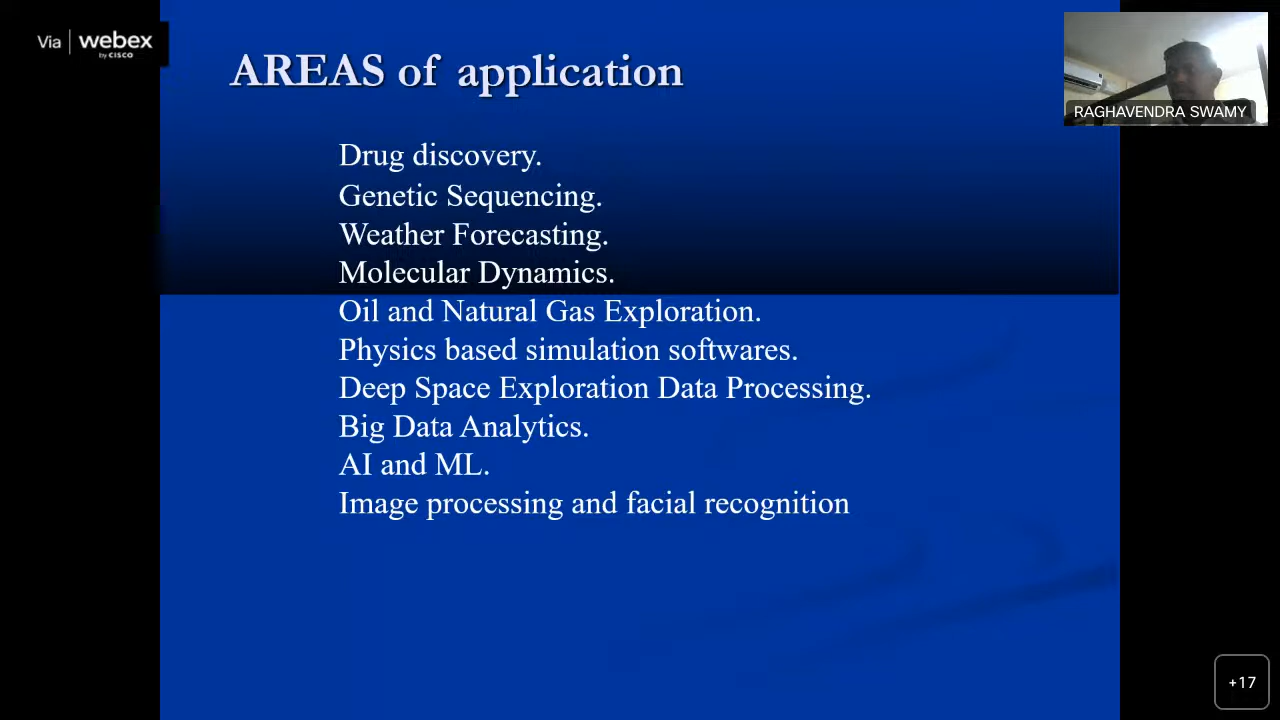 Via webex
by CISCO
AREAS of application
RAGHAVENDRA SWAMY
Drug discovery.
Genetic Sequencing.
Weather Forecasting.
Molecular Dynamics.
Oil and Natural Gas Exploration.
Physics based simulation softwares.
Deep Space Exploration Data Processing.
Big Data Analytics.
AI and ML.
Image processing and facial recognition
+17